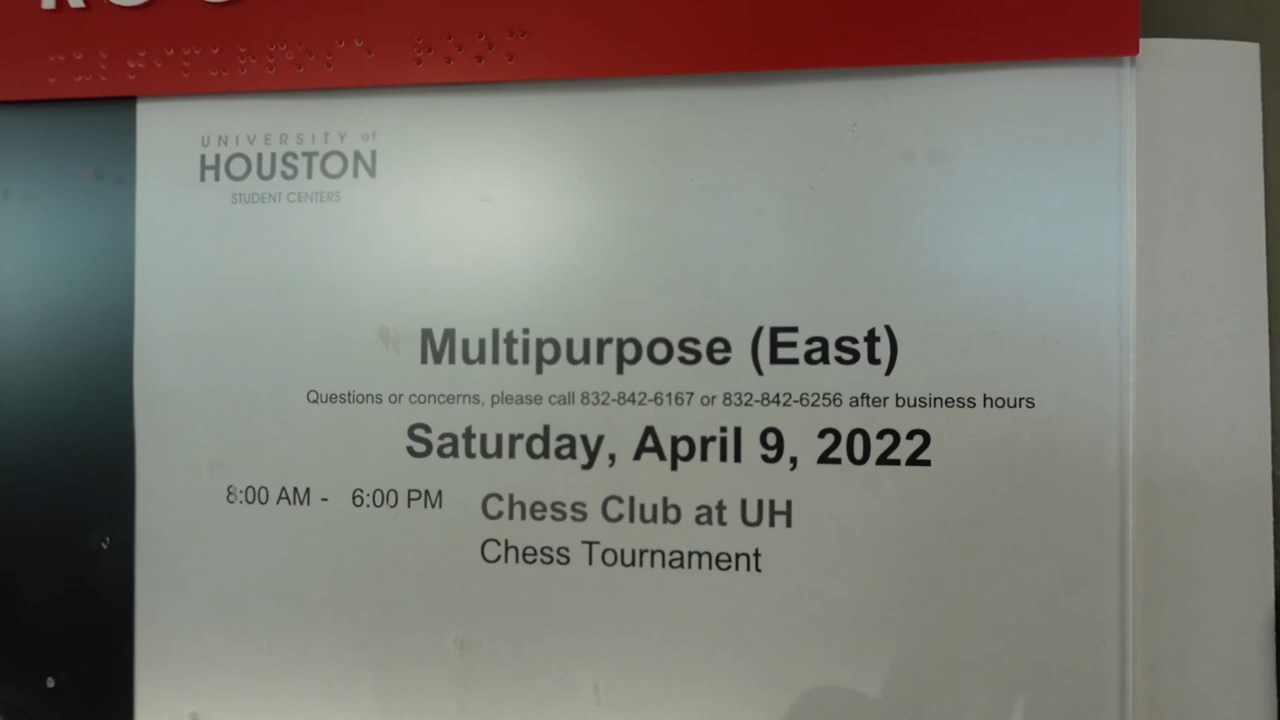 UNIVERSITY of
HOUSTON
STUDENT CENTERS
Multipurpose (East)
Questions or concerns, please call 832-842-6167 or 832-842-6256 after business hours
Saturday, April 9, 2022
8:00 AM - 6:00 PM Chess Club at UH
Chess Tournament